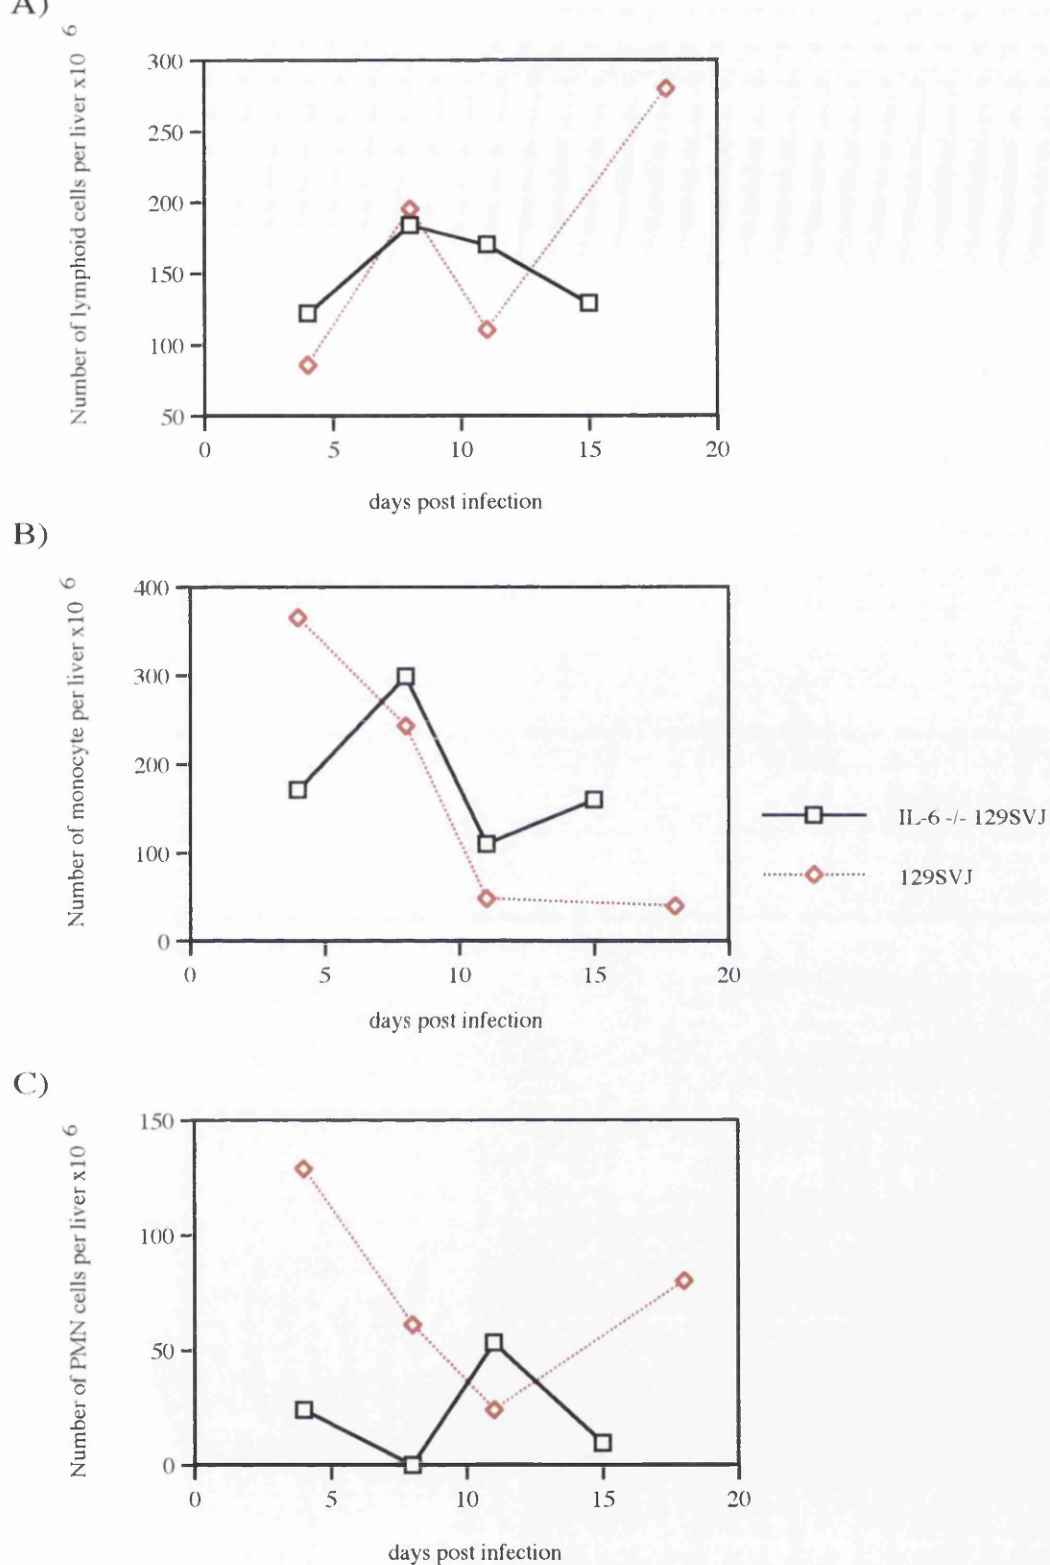 A)
Number of lymphoid cells per liver x10 6
300
250
200
150
100
50
0 5 10 15 20
days post infection
B)
Number of monocyte per liver x10 6
400
300
200
100
0
0 5 10 15 20
days post infection
IL-6 -/- 129SVJ
129SVJ
C)
Number of PMN cells per liver x10 6
150
100
50
0
0 5 10 15 20
days post infection